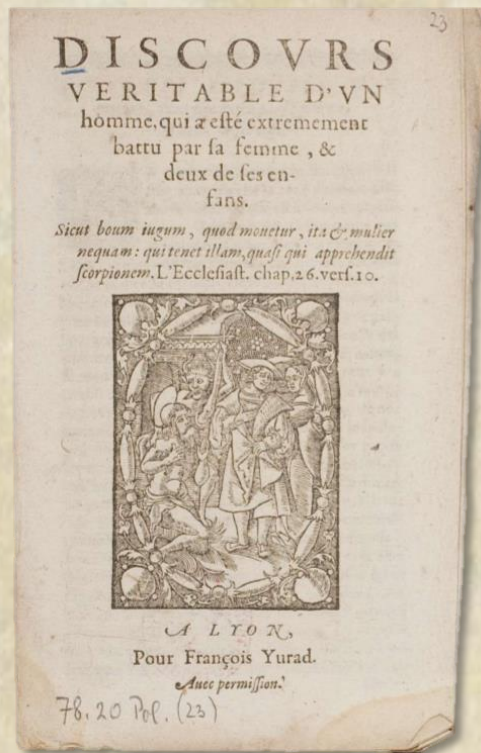 23
DISCOVRS
VERITABLE D'VN
homme, qui a esté extremement
battu par sa femme, &
deux de ses en-
fans.
Sicut boum iugum, quod mouetur, ita & mulier
nequam: qui tenet illam, quasi qui apprehendit
scorpionem. L'Ecclesiast. chap. 26. vers. 10.
A LYON,
Pour François Yurad.
Auec permission.
78.20 Pol. (23)